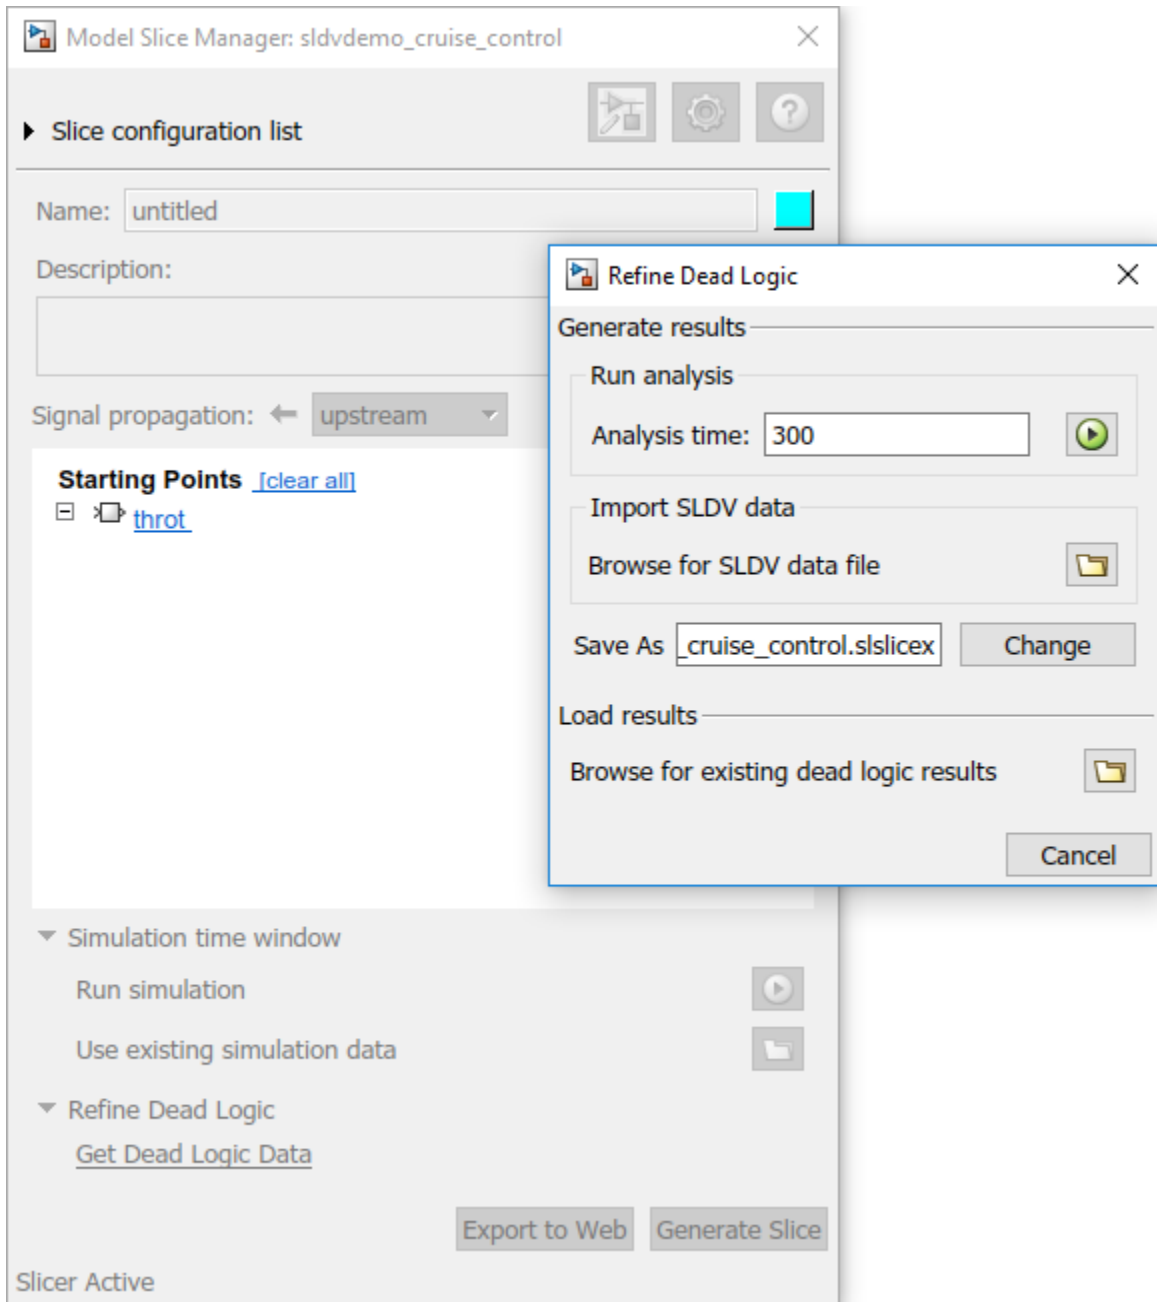 Model Slice Manager: sldvdemo_cruise_control
Slice configuration list
?
Name: untitled
Description:
Signal propagation: upstream
Starting Points [clear all]
throt
Simulation time window
Run simulation
Use existing simulation data
Refine Dead Logic
Get Dead Logic Data
Export to Web Generate Slice
Slicer Active
Refine Dead Logic
Generate results
Run analysis
Analysis time: 300
Import SLDV data
Browse for SLDV data file
Save As _cruise_control.slslicex Change
Load results
Browse for existing dead logic results
Cancel